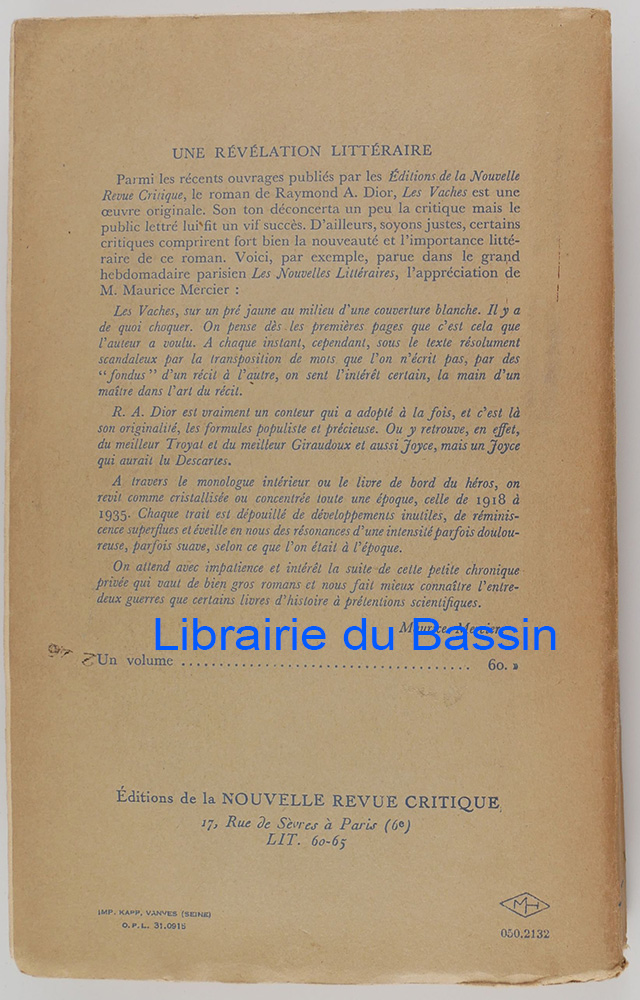 UNE RÉVÉLATION LITTÉRAIRE
Parmi les récents ouvrages publiés par les Éditions de la Nouvelle
Revue Critique, le roman de Raymond A. Dior, Les Vaches est une
œuvre originale. Son ton déconcerta un peu la critique mais le
public lettré lui fit un vif succès. D'ailleurs, soyons justes, certains
critiques comprirent fort bien la nouveauté et l'importance litté-
raire de ce roman. Voici, par exemple, parue dans le grand
hebdomadaire parisien Les Nouvelles Littéraires, l'appréciation de
M. Maurice Mercier :
Les Vaches, sur un pré jaune au milieu d'une couverture blanche. Il y a
de quoi choquer. On pense dès les premières pages que c'est cela que
l'auteur a voulu. A chaque instant, cependant, sous le texte résolument
scandaleux par la transposition de mots que l'on n'écrit pas, par des
"fondus" d'un récit à l'autre, on sent l'intérêt certain, la main d'un
maître dans l'art du récit.
R. A. Dior est vraiment un conteur qui a adopté à la fois, et c'est là
son originalité, les formules populiste et précieuse. Ou y retrouve, en effet,
du meilleur Troyat et du meilleur Giraudoux et aussi Joyce, mais un Joyce
qui aurait lu Descartes.
A travers le monologue intérieur ou le livre de bord du héros, on
revit comme cristallisée ou concentrée toute une époque, celle de 1918 à
1935. Chaque trait est dépouillé de développements inutiles, de réminis-
cence superflues et éveille en nous des résonances d'une intensité parfois doulou-
reuse, parfois suave, selon ce que l'on était à l'époque.
On attend avec impatience et intérêt la suite de cette petite chronique
privée qui vaut de bien gros romans et nous fait mieux connaître l'entre-
deux guerres que certains livres d'histoire à prétentions scientifiques.
Maurice Mercier
Librairie du Bassin
Un volume ........................................ 60. »
Éditions de la NOUVELLE REVUE CRITIQUE
17, Rue de Sèvres à Paris (6e)
LIT. 60-65
IMP. KAPP, VANVES (SEINE)
O.P.L. 31.0915
MH
050.2132